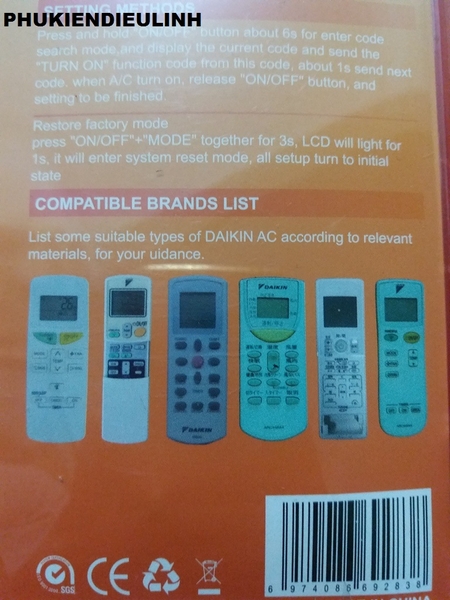 PHUKIENDIEULINH
SETTING METHODS
Press and hold "ON/OFF" button about 6s for enter code
search mode,and display the current code and send the
"TURN ON" function code from this code, about 1s send next
code. when A/C turn on, release "ON/OFF" button, and
setting to be finished.
Restore factory mode
press "ON/OFF"+"MODE" together for 3s, LCD will light for
1s, it will enter system reset mode, all setup turn to initial
state
COMPATIBLE BRANDS LIST
List some suitable types of DAIKIN AC according to relevant
materials, for your uidance.
DAIKIN
DAIKIN
SGS
CE
6 974085 692838